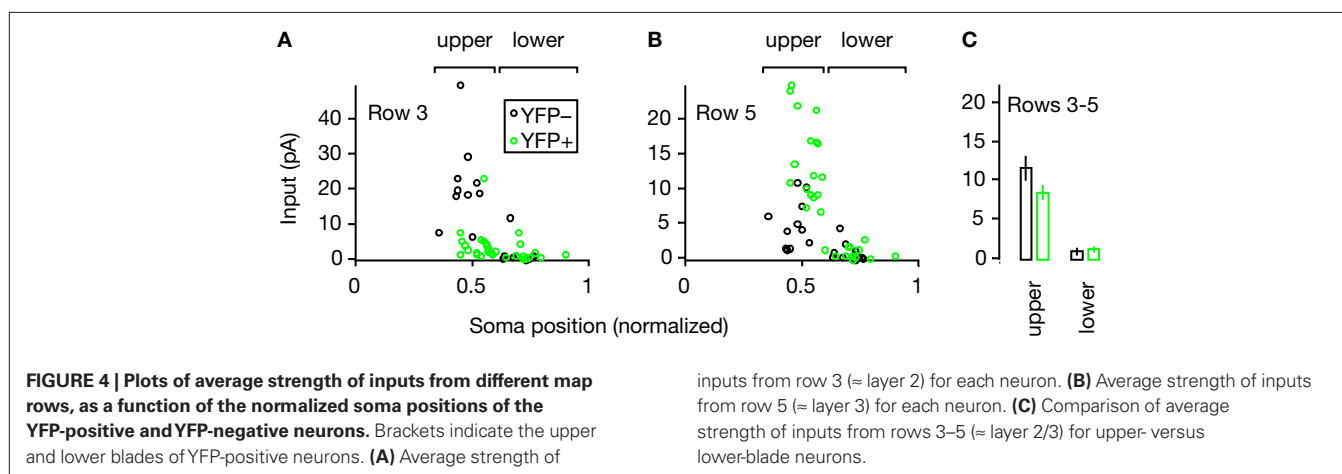 A
upper
lower
B
upper
lower
C
Row 3
YFP–
YFP+
Row 5
Rows 3-5
Input (pA)
40
30
20
10
0
20
15
10
5
0
20
15
10
5
0
0
0.5
1
0
0.5
1
upper
lower
Soma position (normalized)
FIGURE 4 | Plots of average strength of inputs from different map
rows, as a function of the normalized soma positions of the
YFP-positive and YFP-negative neurons. Brackets indicate the upper
and lower blades of YFP-positive neurons. (A) Average strength of
inputs from row 3 (≈ layer 2) for each neuron. (B) Average strength of inputs
from row 5 (≈ layer 3) for each neuron. (C) Comparison of average
strength of inputs from rows 3–5 (≈ layer 2/3) for upper- versus
lower-blade neurons.